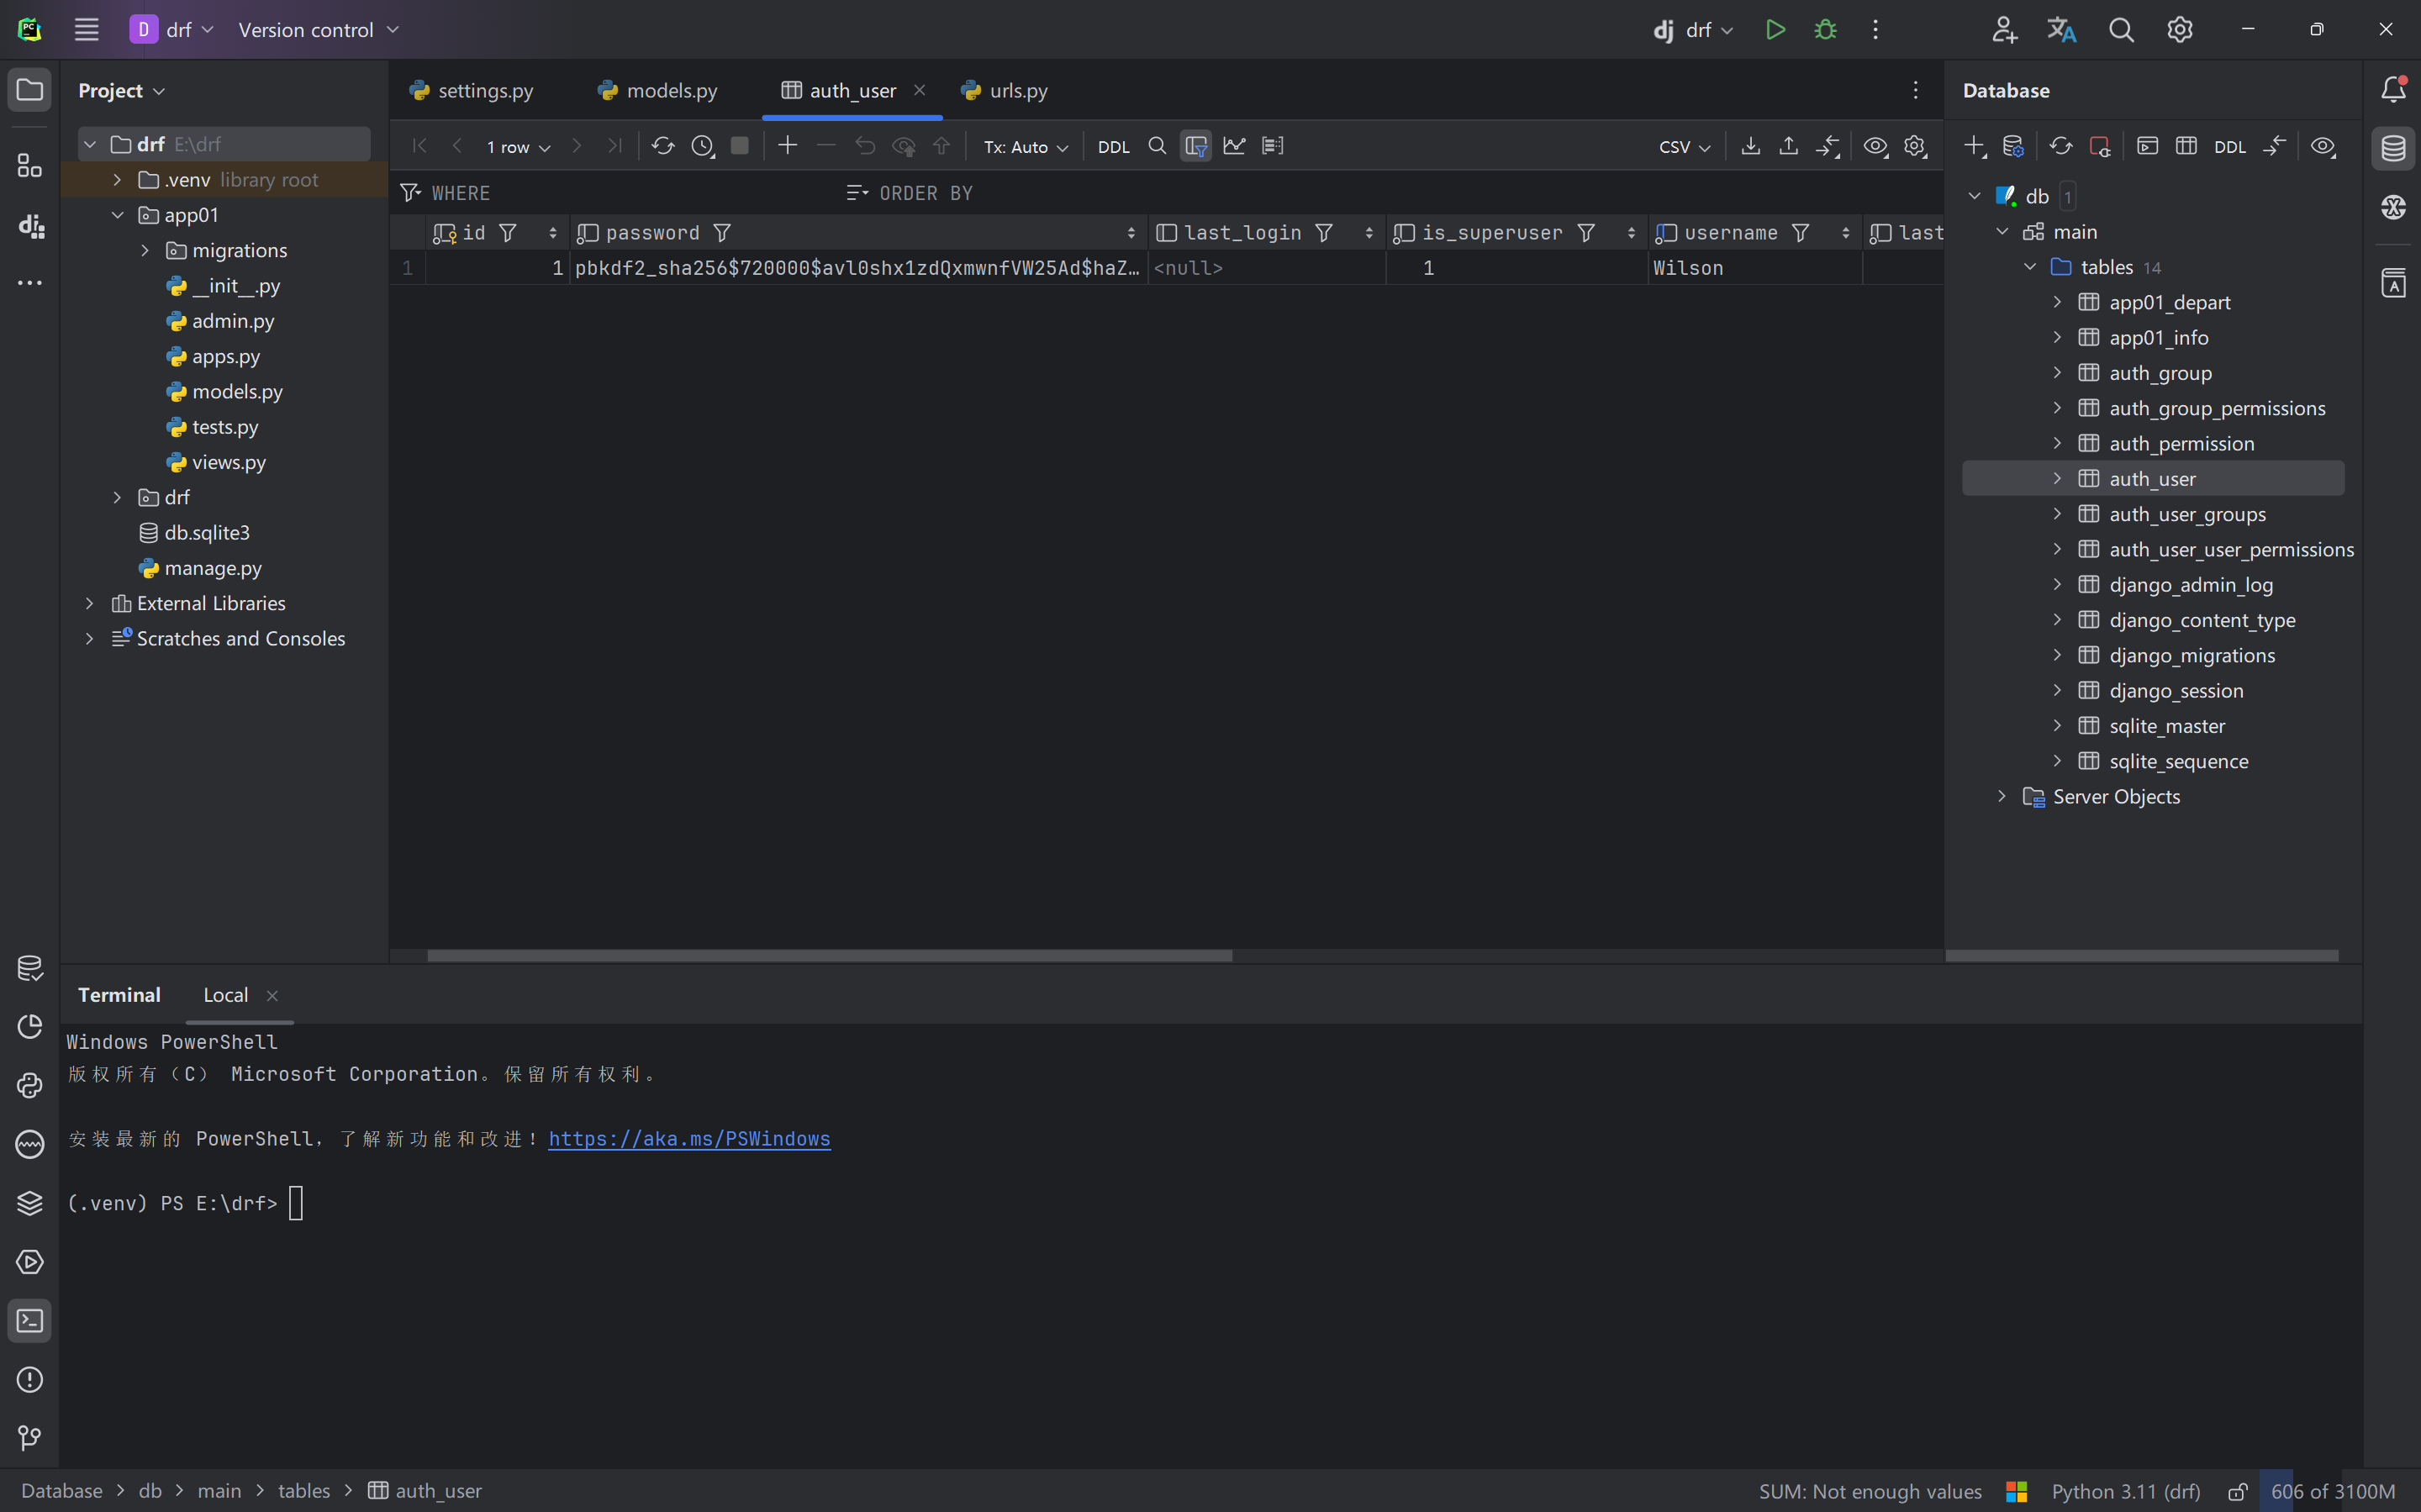 D drf Version control
dj drf
Project
settings.py
models.py
auth_user
urls.py
Database
drf E:\drf
.venv library root
app01
migrations
__init__.py
admin.py
apps.py
models.py
tests.py
views.py
drf
db.sqlite3
manage.py
External Libraries
Scratches and Consoles
1 row
Tx: Auto
DDL
CSV
WHERE
ORDER BY
id password last_login is_superuser username last
1 1 pbkdf2_sha256$720000$avl0shx1zdQxmwnfVW25Ad$haZ… <null> 1 Wilson
DDL
db 1
main
tables 14
app01_depart
app01_info
auth_group
auth_group_permissions
auth_permission
auth_user
auth_user_groups
auth_user_user_permissions
django_admin_log
django_content_type
django_migrations
django_session
sqlite_master
sqlite_sequence
Server Objects
Terminal Local
Windows PowerShell
版权所有（C） Microsoft Corporation。保留所有权利。
安装最新的 PowerShell，了解新功能和改进！https://aka.ms/PSWindows
(.venv) PS E:\drf>
Database > db > main > tables > auth_user
SUM: Not enough values
Python 3.11 (drf)
606 of 3100M